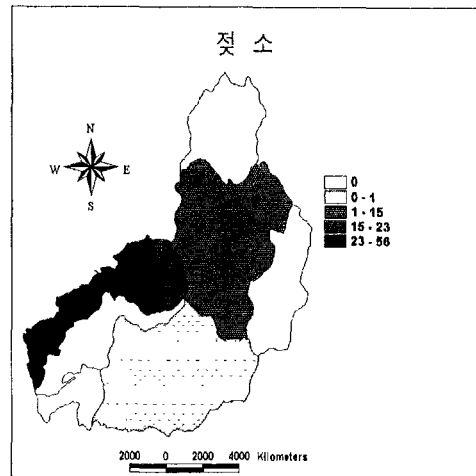 젖 소
N
W E
S
0
0 - 1
1 - 15
15 - 23
23 - 56
2000 0 2000 4000 Kilometers